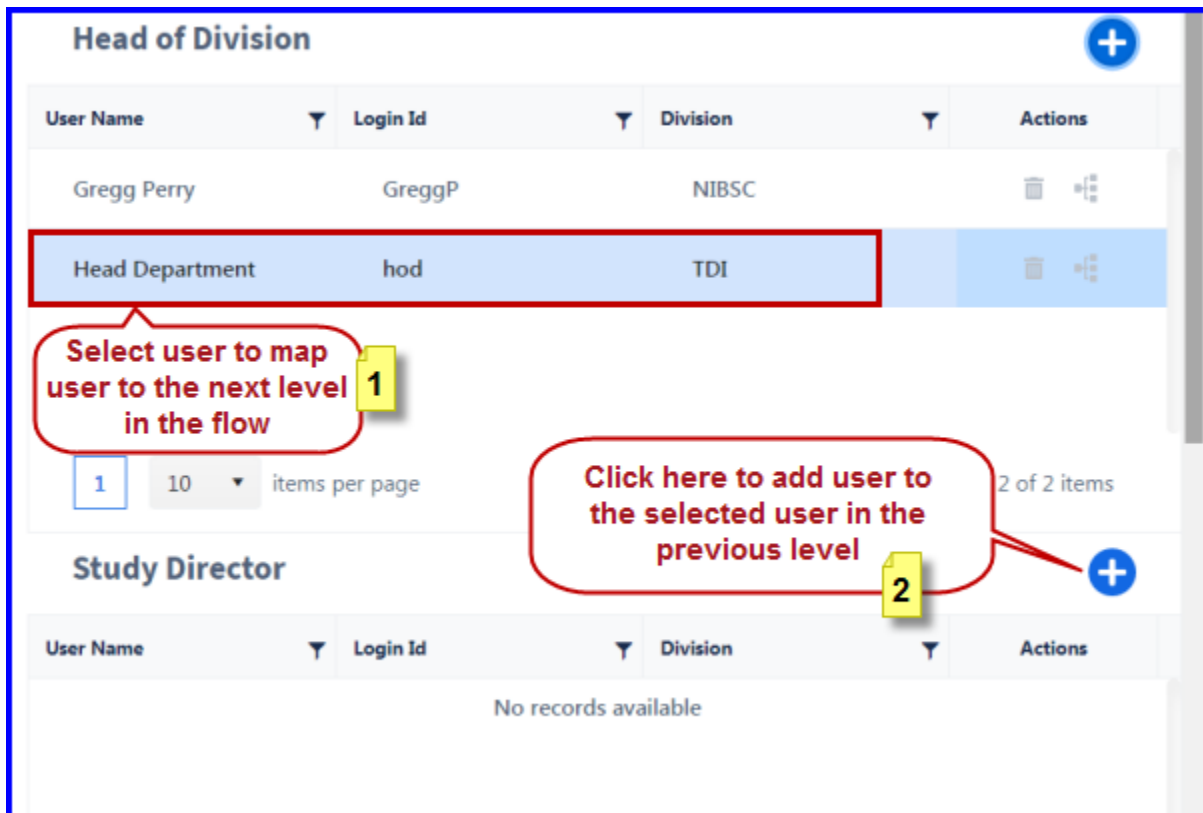 Head of Division
User Name Login Id Division Actions
Gregg Perry GreggP NIBSC
Head Department hod TDI
Select user to map
user to the next level
in the flow
1
1 10 items per page
2 of 2 items
Click here to add user to
the selected user in the
previous level
2
Study Director
User Name Login Id Division Actions
No records available